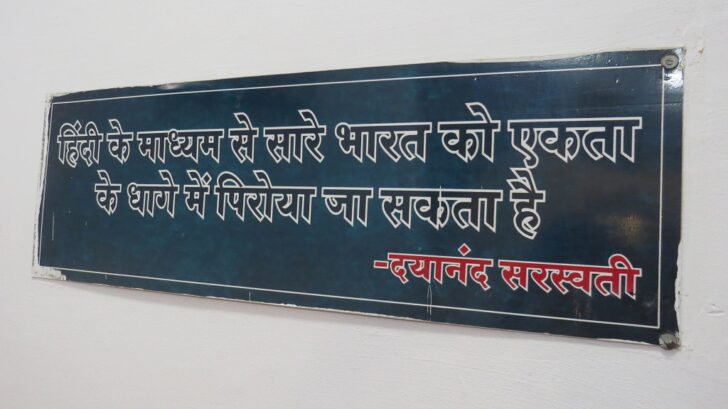 हिंदी के माध्यम से सारे भारत को एकता
के धागे में पिरोया जा सकता है
-दयानंद सरस्वती